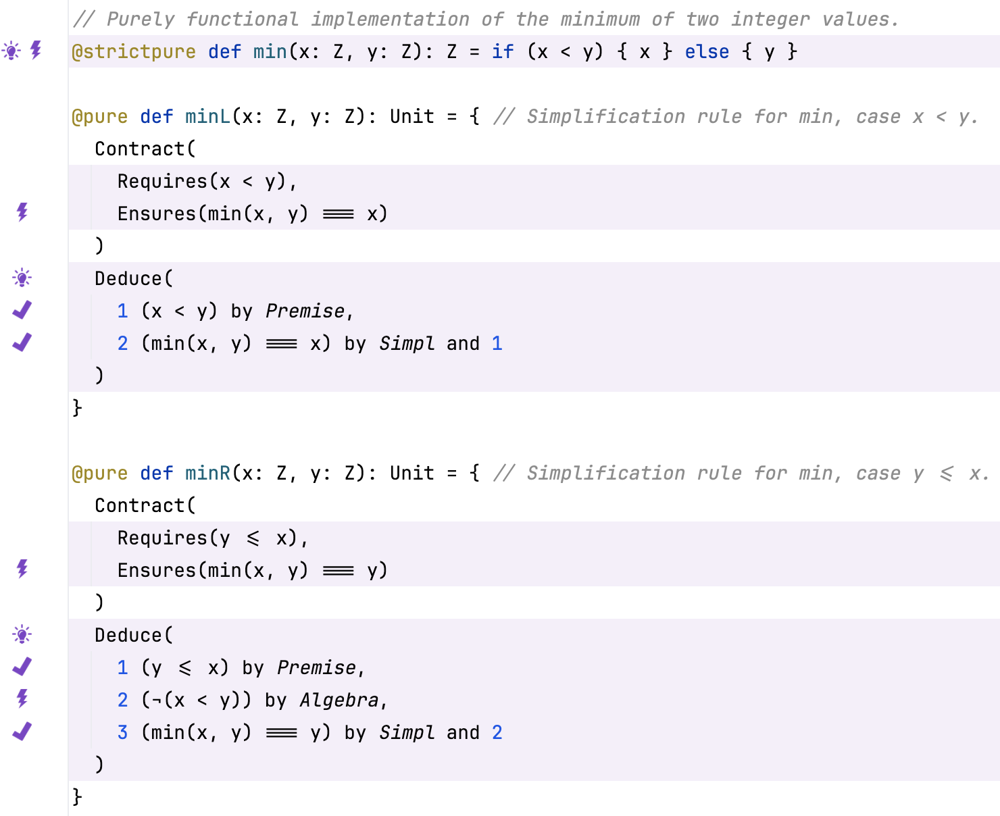 // Purely functional implementation of the minimum of two integer values.
@strictpure def min(x: Z, y: Z): Z = if (x < y) { x } else { y }
@pure def minL(x: Z, y: Z): Unit = { // Simplification rule for min, case x < y.
Contract(
Requires(x < y),
Ensures(min(x, y) ≡ x)
)
Deduce(
1 (x < y) by Premise,
2 (min(x, y) ≡ x) by Simpl and 1
)
}
@pure def minR(x: Z, y: Z): Unit = { // Simplification rule for min, case y ⩽ x.
Contract(
Requires(y ⩽ x),
Ensures(min(x, y) ≡ y)
)
Deduce(
1 (y ⩽ x) by Premise,
2 (¬(x < y)) by Algebra,
3 (min(x, y) ≡ y) by Simpl and 2
)
}